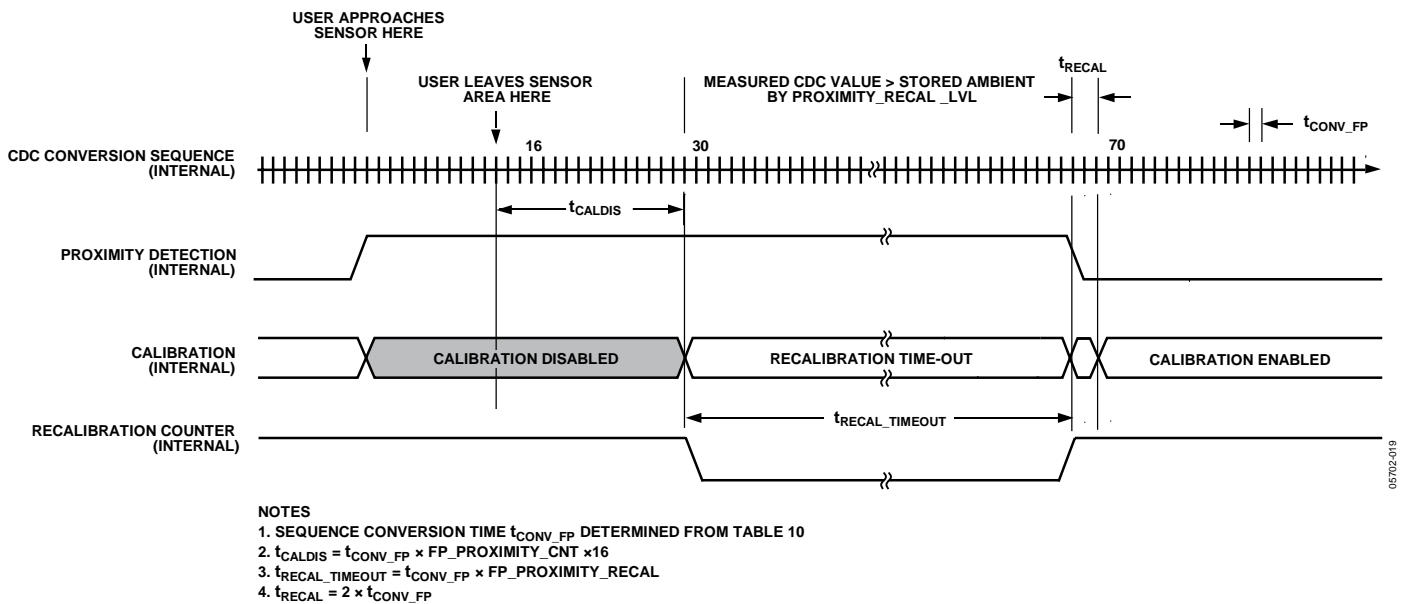 USER APPROACHES
SENSOR HERE
USER LEAVES SENSOR
AREA HERE
MEASURED CDC VALUE > STORED AMBIENT
BY PROXIMITY_RECAL _LVL
tRECAL
tCONV_FP
CDC CONVERSION SEQUENCE
(INTERNAL)
16
30
70
tCALDIS
PROXIMITY DETECTION
(INTERNAL)
CALIBRATION
(INTERNAL)
CALIBRATION DISABLED
RECALIBRATION TIME-OUT
CALIBRATION ENABLED
tRECAL_TIMEOUT
RECALIBRATION COUNTER
(INTERNAL)
05702-019
NOTES
1. SEQUENCE CONVERSION TIME tCONV_FP DETERMINED FROM TABLE 10
2. tCALDIS = tCONV_FP × FP_PROXIMITY_CNT ×16
3. tRECAL_TIMEOUT = tCONV_FP × FP_PROXIMITY_RECAL
4. tRECAL = 2 × tCONV_FP